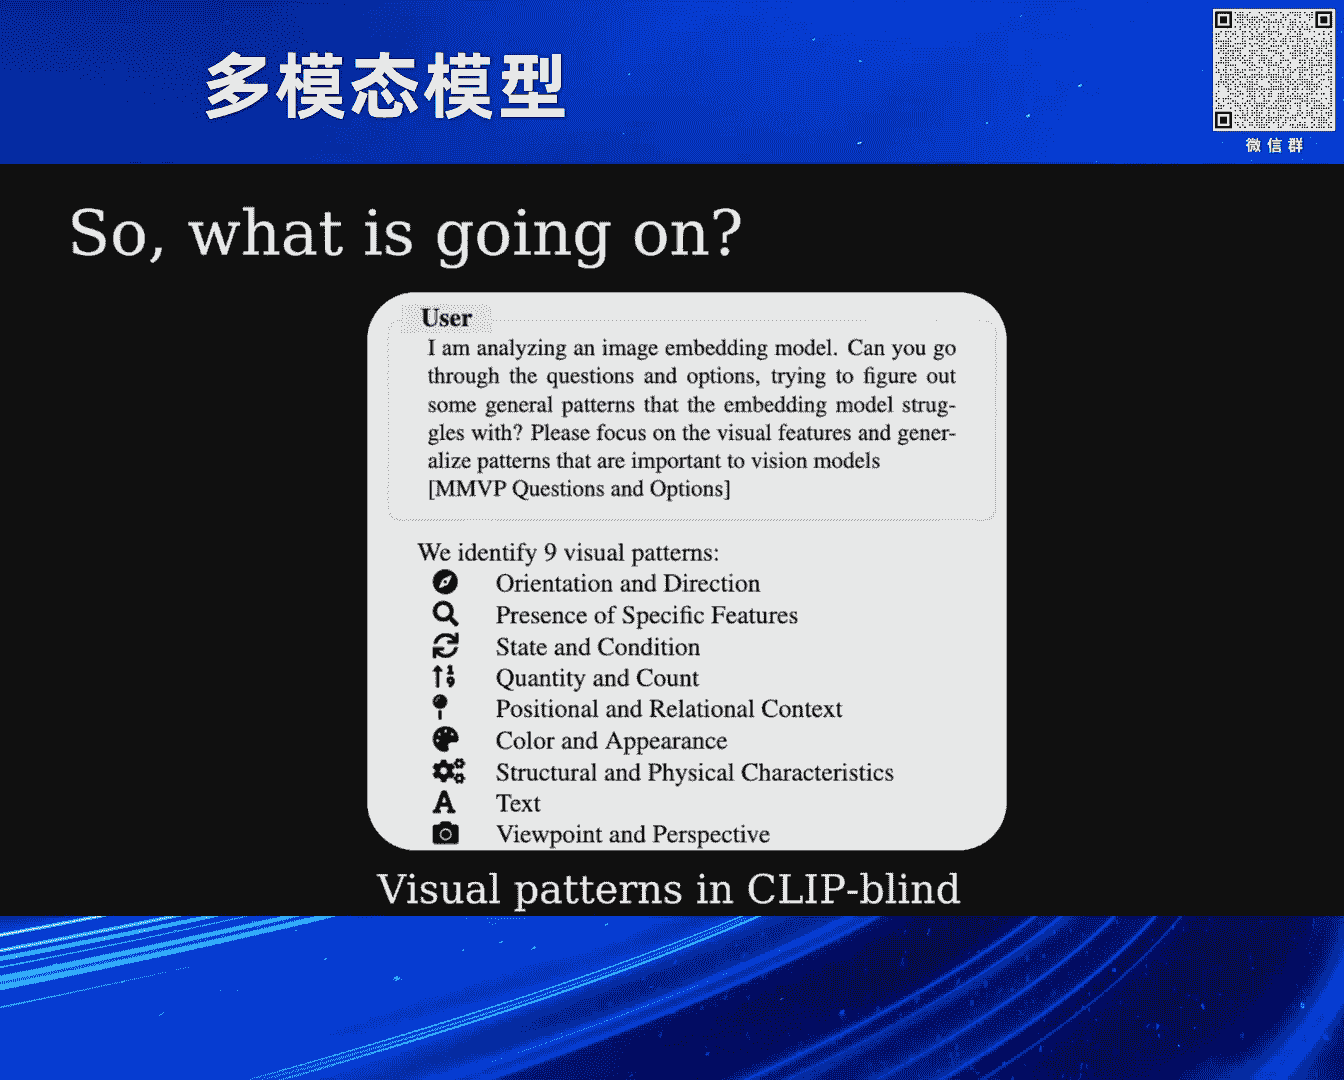 多模态模型
微信群
So, what is going on?
User
I am analyzing an image embedding model. Can you go
through the questions and options, trying to figure out
some general patterns that the embedding model strug-
gles with? Please focus on the visual features and gener-
alize patterns that are important to vision models
[MMVP Questions and Options]
We identify 9 visual patterns:
Orientation and Direction
Presence of Specific Features
State and Condition
Quantity and Count
Positional and Relational Context
Color and Appearance
Structural and Physical Characteristics
A Text
Viewpoint and Perspective
Visual patterns in CLIP-blind